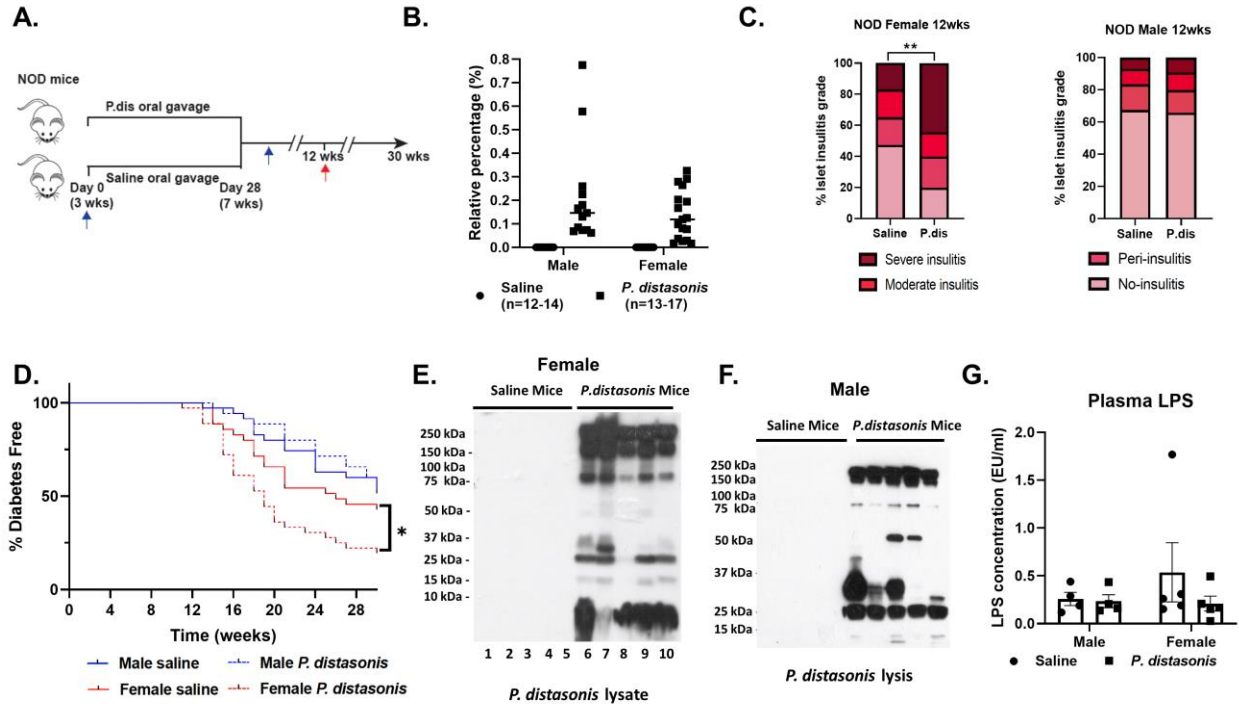 A.
NOD mice
P.dis oral gavage
Saline oral gavage
Day 0
(3 wks)
Day 28
(7 weeks)
12 wks
30 wks
B.
Relative percentage (%)
0.8
0.7
0.6
0.5
0.4
0.3
0.2
0.1
0.0
Male Female
Saline
(n=12-14)
P. distasonis
(n=13-17)
C.
NOD Female 12wks
**
% Islet insulitis grade
100
80
60
40
20
0
Saline P.dis
NOD Male 12wks
% Islet insulitis grade
100
80
60
40
20
0
Saline P.dis
Severe insulitis
Moderate insulitis
Peri-insulitis
No-insulitis
D.
% Diabetes Free
100
50
0
*
0 4 8 12 16 20 24 28
Time (weeks)
Male saline
Male P. distasonis
Female saline
Female P. distasonis
E.
Female
Saline Mice P.distasonis Mice
250 kDa
150 kDa -
100 kDa
75 kDa -
50 kDa -
37 kDa -
25 kDa -
15 kDa -
10 kDa -
1 2 3 4 5 6 7 8 9 10
P. distasonis lysate
F.
Male
Saline Mice P.distasonis Mice
250 kDa
150 kDa -
100 kDa
75 kDa -
50 kDa -
37 kDa -
25 kDa -
15 kDa -
P. distasonis lysis
G.
Plasma LPS
LPS concentration (EU/ml)
2.0
1.5
1.0
0.5
0.0
Male Female
Saline P. distasonis